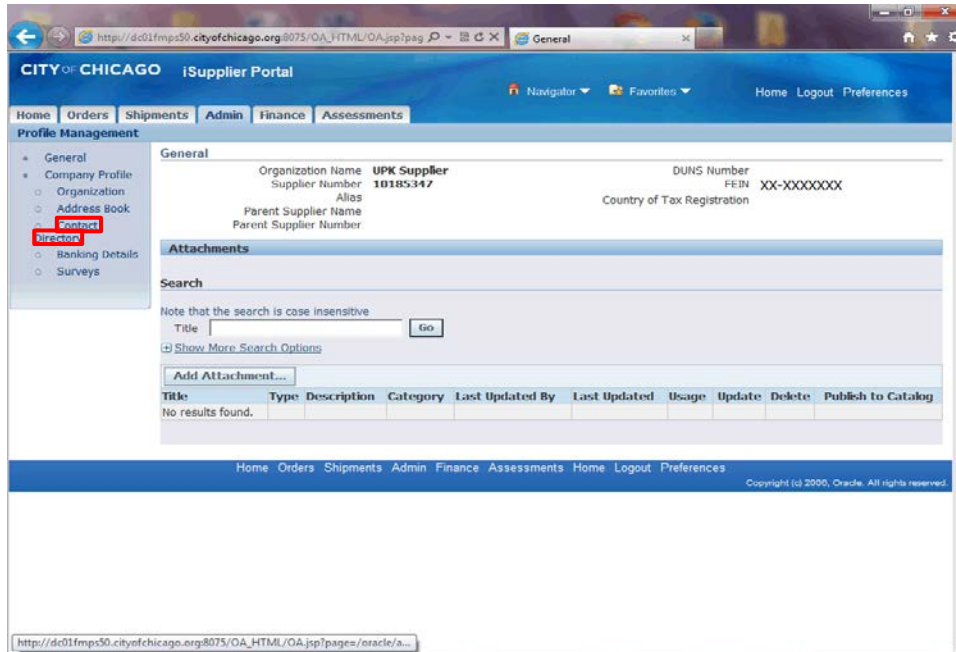 http://dc01fmps50.cityofchicago.org:8075/OA_HTML/OA.jsp?pag
General
CITY OF CHICAGO iSupplier Portal
Navigator Favorites Home Logout Preferences
Home Orders Shipments Admin Finance Assessments
Profile Management
General
Company Profile
Organization
Address Book
Contact
Directory
Banking Details
Surveys
General
Organization Name UPK Supplier DUNS Number
Supplier Number 10185347 FEIN XX-XXXXXXX
Alias Country of Tax Registration
Parent Supplier Name
Parent Supplier Number
Attachments
Search
Note that the search is case insensitive
Title Go
Show More Search Options
Add Attachment...
Title Type Description Category Last Updated By Last Updated Usage Update Delete Publish to Catalog
No results found.
Home Orders Shipments Admin Finance Assessments Home Logout Preferences
Copyright (c) 2006, Oracle. All rights reserved.
http://dc01fmps50.cityofchicago.org:8075/OA_HTML/OA.jsp?page=/oracle/a...